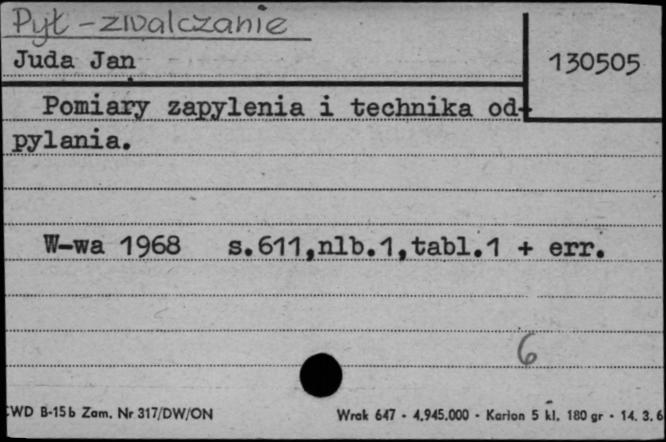 Pył - zwalczanie
Juda Jan
130505
Pomiary zapylenia i technika od-
pylania.
W-wa 1968 s.611,nlb.1,tabl.1 + err.
6
CWD B-15b Zam. Nr 317/DW/ON
Wrak 647 - 4.945.000 - Karton 5 kl. 180 gr - 14. 3. 6